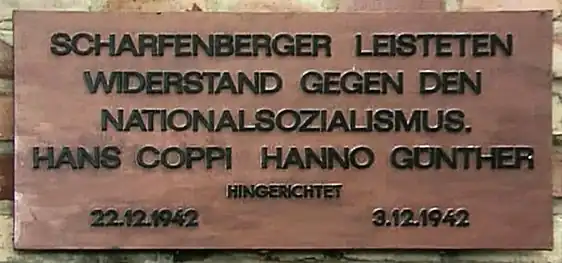 SCHARFENBERGER LEISTETEN
WIDERSTAND GEGEN DEN
NATIONALSOZIALISMUS.
HANS COPPI HANNO GÜNTHER
HINGERICHTET
22.12.1942 3.12.1942